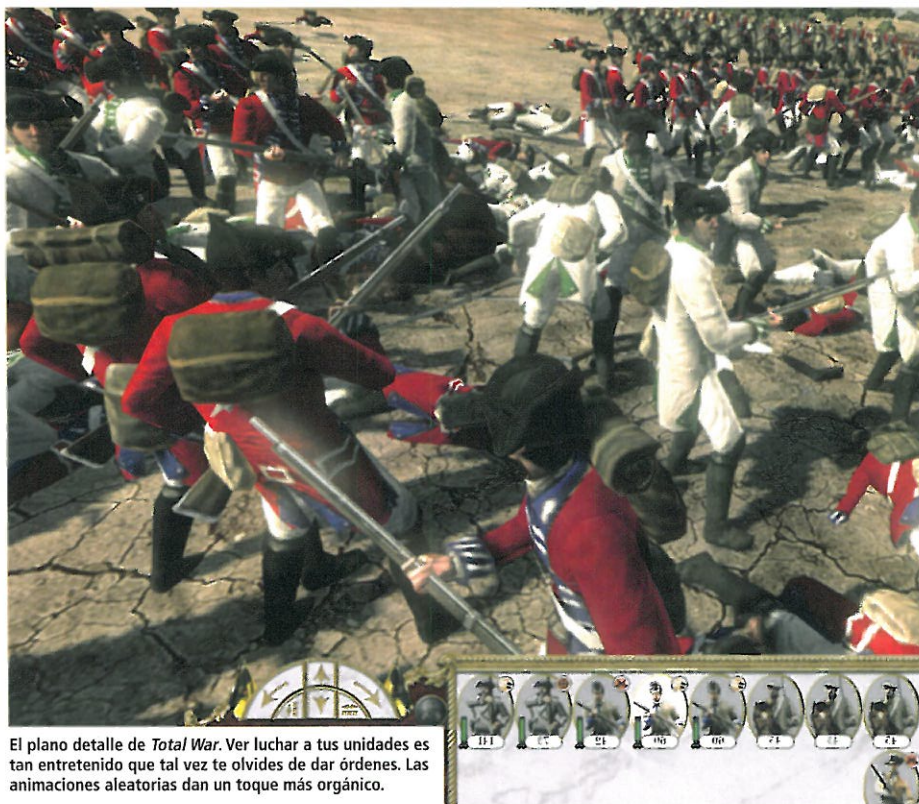 El plano detalle de Total War. Ver luchar a tus unidades es
tan entretenido que tal vez te olvides de dar órdenes. Las
animaciones aleatorias dan un toque más orgánico.